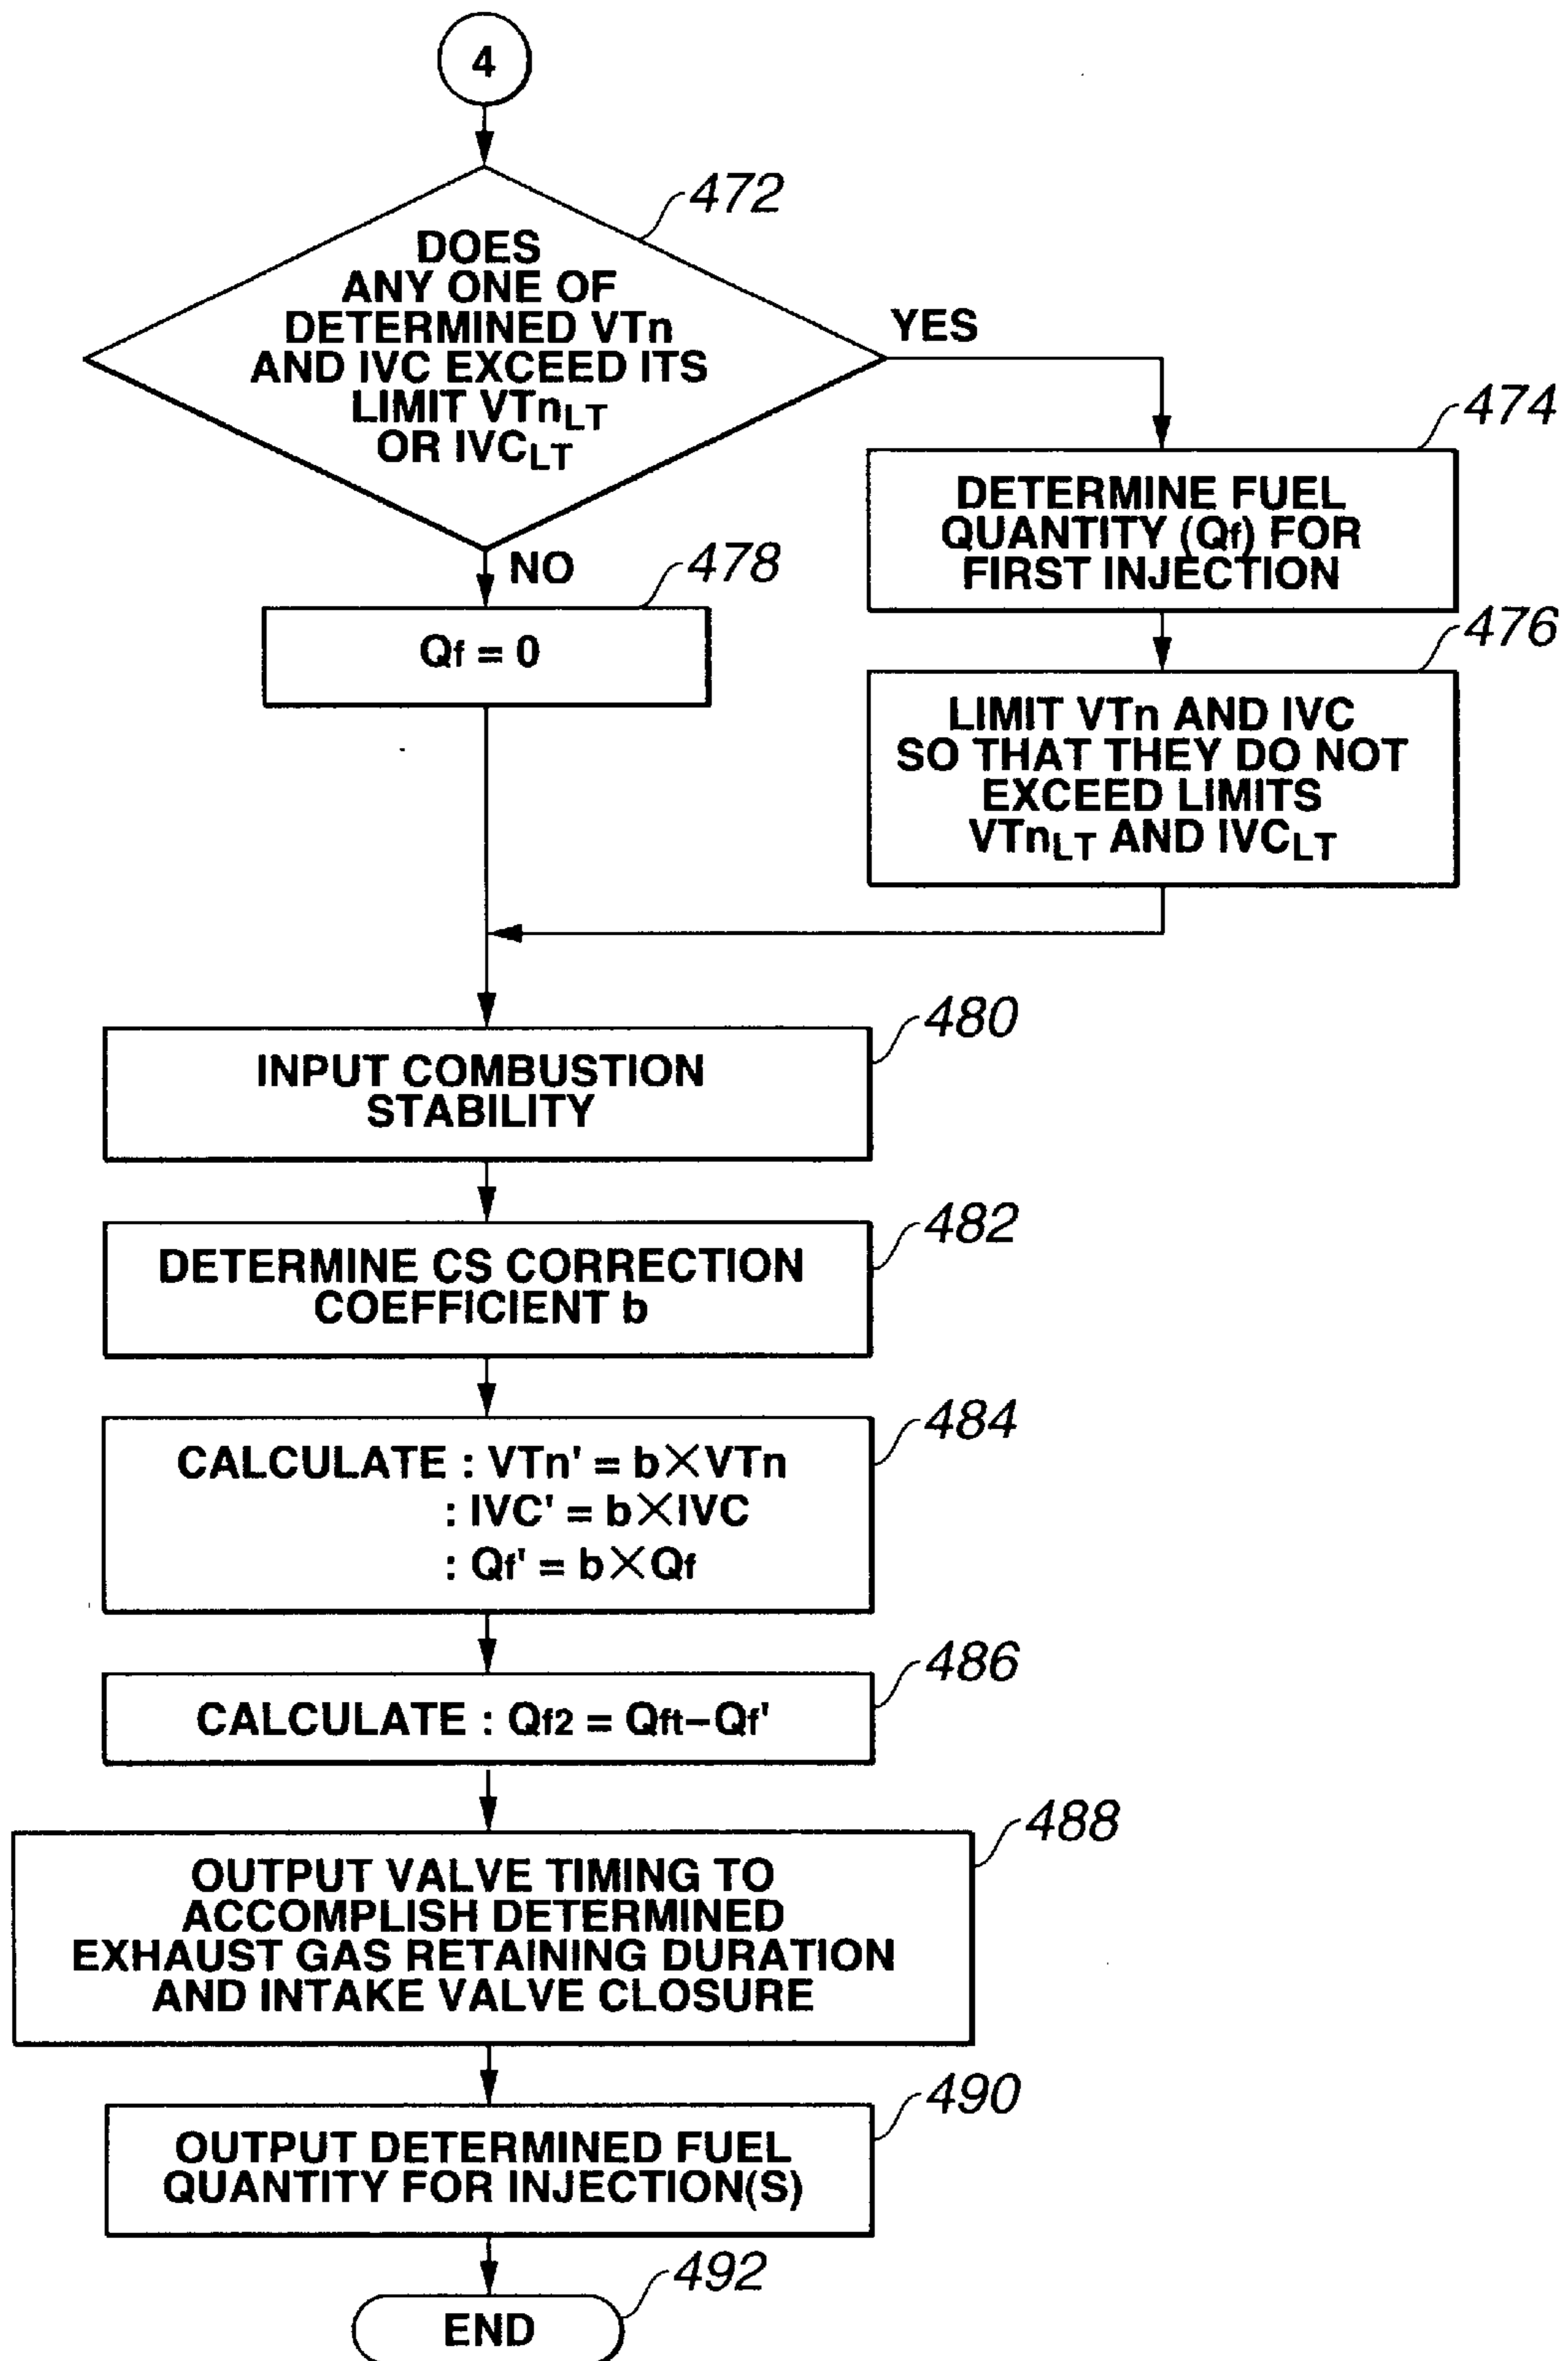 4
472
DOES
ANY ONE OF
DETERMINED VTn
AND IVC EXCEED ITS
LIMIT VTnLT
OR IVCLT
YES
474
DETERMINE FUEL
QUANTITY (Qf) FOR
FIRST INJECTION
NO
478
Qf = 0
476
LIMIT VTn AND IVC
SO THAT THEY DO NOT
EXCEED LIMITS
VTnLT AND IVCLT
480
INPUT COMBUSTION
STABILITY
482
DETERMINE CS CORRECTION
COEFFICIENT b
484
CALCULATE : VTn' = b×VTn
: IVC' = b×IVC
: Qf' = b×Qf
486
CALCULATE : Qf2 = Qft−Qf'
488
OUTPUT VALVE TIMING TO
ACCOMPLISH DETERMINED
EXHAUST GAS RETAINING DURATION
AND INTAKE VALVE CLOSURE
490
OUTPUT DETERMINED FUEL
QUANTITY FOR INJECTION(S)
492
END